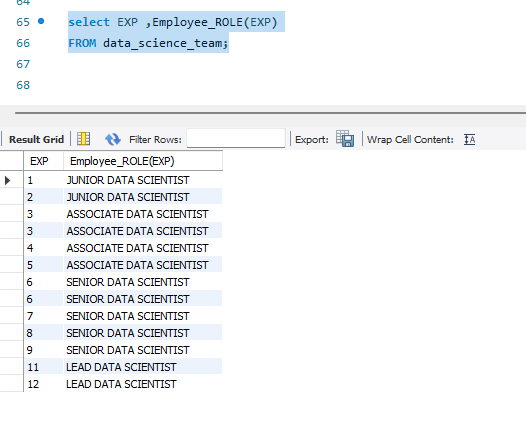 64
65 select EXP ,Employee_ROLE(EXP)
66 FROM data_science_team;
67
68
Result Grid Filter Rows: Export: Wrap Cell Content:
EXP Employee_ROLE(EXP)
1 JUNIOR DATA SCIENTIST
2 JUNIOR DATA SCIENTIST
3 ASSOCIATE DATA SCIENTIST
3 ASSOCIATE DATA SCIENTIST
4 ASSOCIATE DATA SCIENTIST
5 ASSOCIATE DATA SCIENTIST
6 SENIOR DATA SCIENTIST
6 SENIOR DATA SCIENTIST
7 SENIOR DATA SCIENTIST
8 SENIOR DATA SCIENTIST
9 SENIOR DATA SCIENTIST
11 LEAD DATA SCIENTIST
12 LEAD DATA SCIENTIST